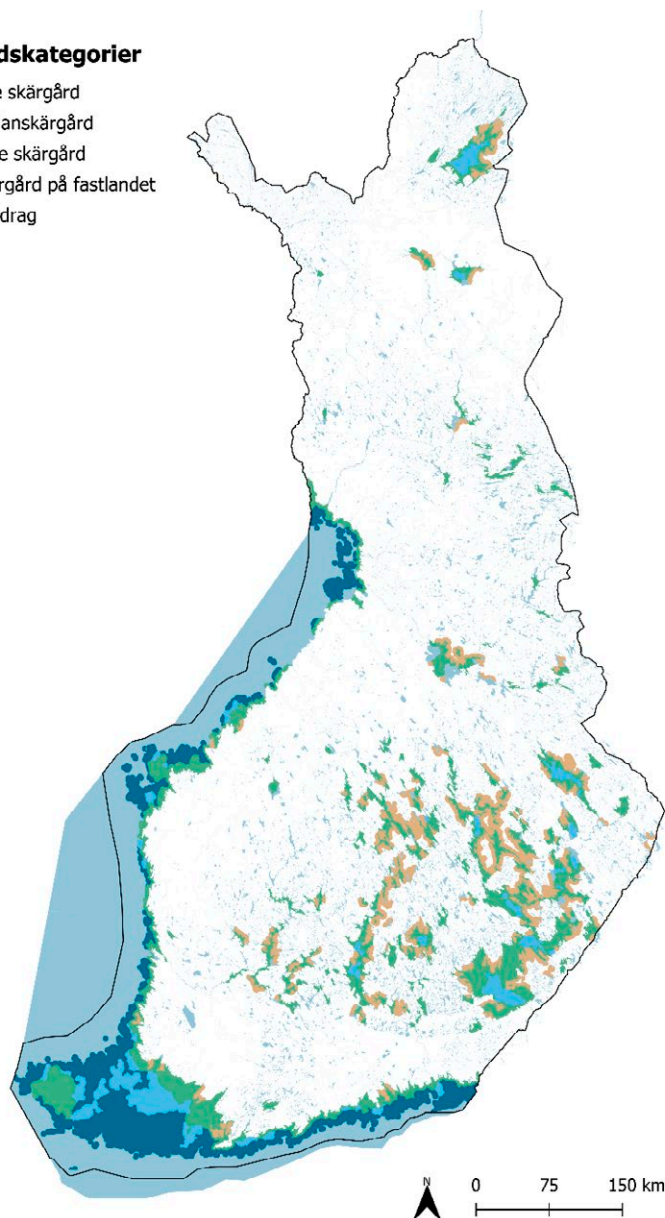 dskategorier
e skärgård
anskärgård
e skärgård
rgård på fastlandet
drag
N
0 75 150 km